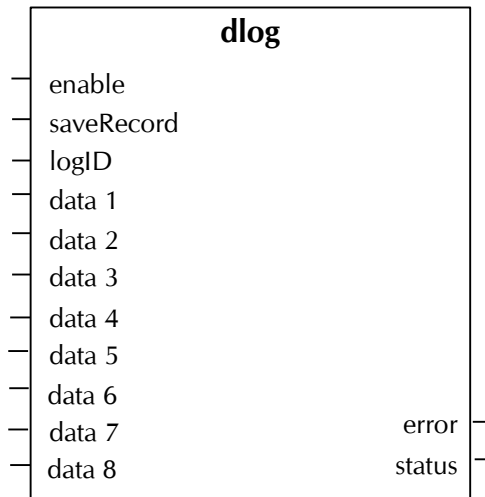 dlog
enable
saveRecord
logID
data 1
data 2
data 3
data 4
data 5
data 6
data 7
data 8
error
status